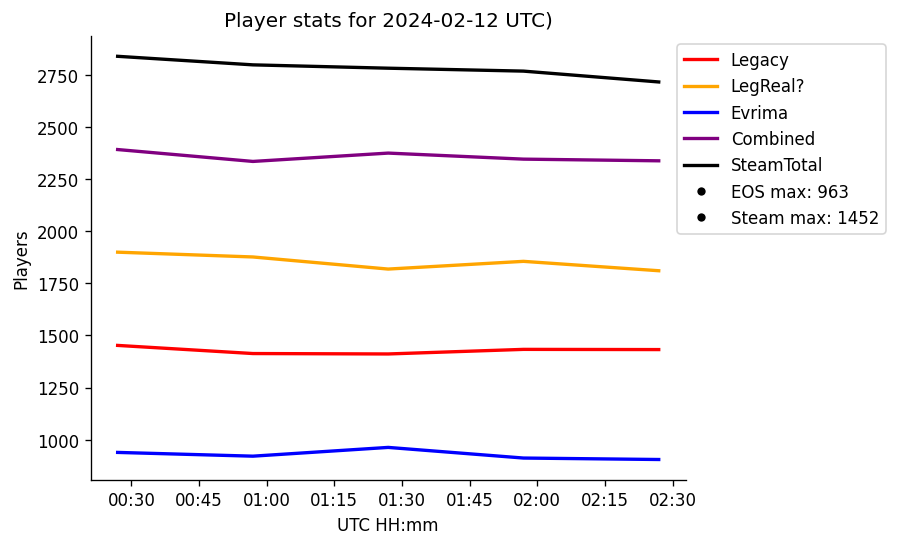 Player stats for 2024-02-12 UTC)
Legacy
LegReal?
Evrima
Combined
SteamTotal
EOS max: 963
Steam max: 1452
Players
2750
2500
2250
2000
1750
1500
1250
1000
00:30 00:45 01:00 01:15 01:30 01:45 02:00 02:15 02:30
UTC HH:mm